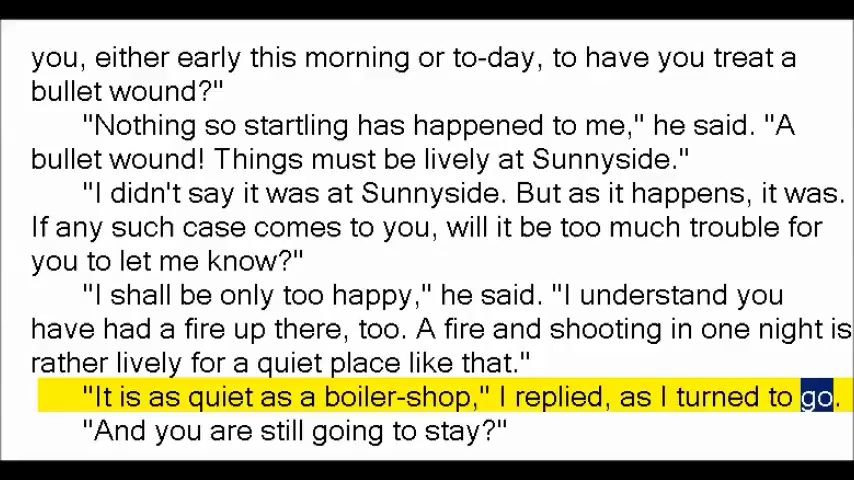 you, either early this morning or to-day, to have you treat a
bullet wound?"
"Nothing so startling has happened to me," he said. "A
bullet wound! Things must be lively at Sunnyside."
"I didn't say it was at Sunnyside. But as it happens, it was.
If any such case comes to you, will it be too much trouble for
you to let me know?"
"I shall be only too happy," he said. "I understand you
have had a fire up there, too. A fire and shooting in one night is
rather lively for a quiet place like that."
"It is as quiet as a boiler-shop," I replied, as I turned to go.
"And you are still going to stay?"